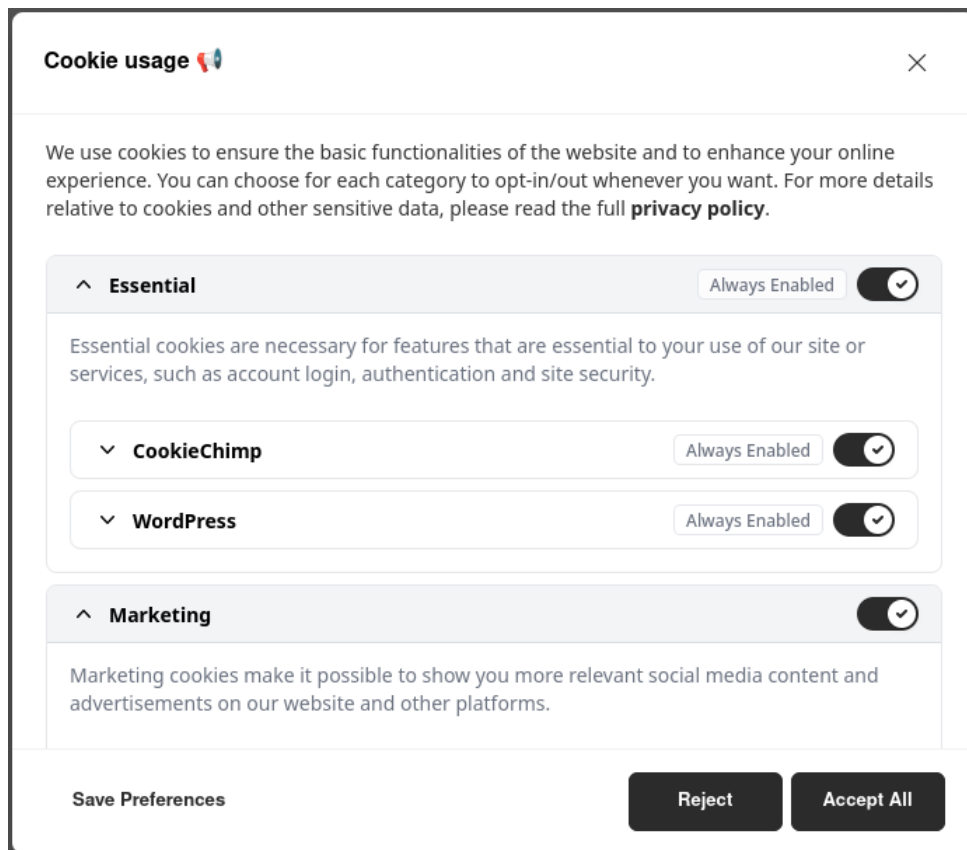 Cookie usage 📢
We use cookies to ensure the basic functionalities of the website and to enhance your online
experience. You can choose for each category to opt-in/out whenever you want. For more details
relative to cookies and other sensitive data, please read the full privacy policy.
Essential Always Enabled
Essential cookies are necessary for features that are essential to your use of our site or
services, such as account login, authentication and site security.
CookieChimp Always Enabled
WordPress Always Enabled
Marketing
Marketing cookies make it possible to show you more relevant social media content and
advertisements on our website and other platforms.
Save Preferences Reject Accept All